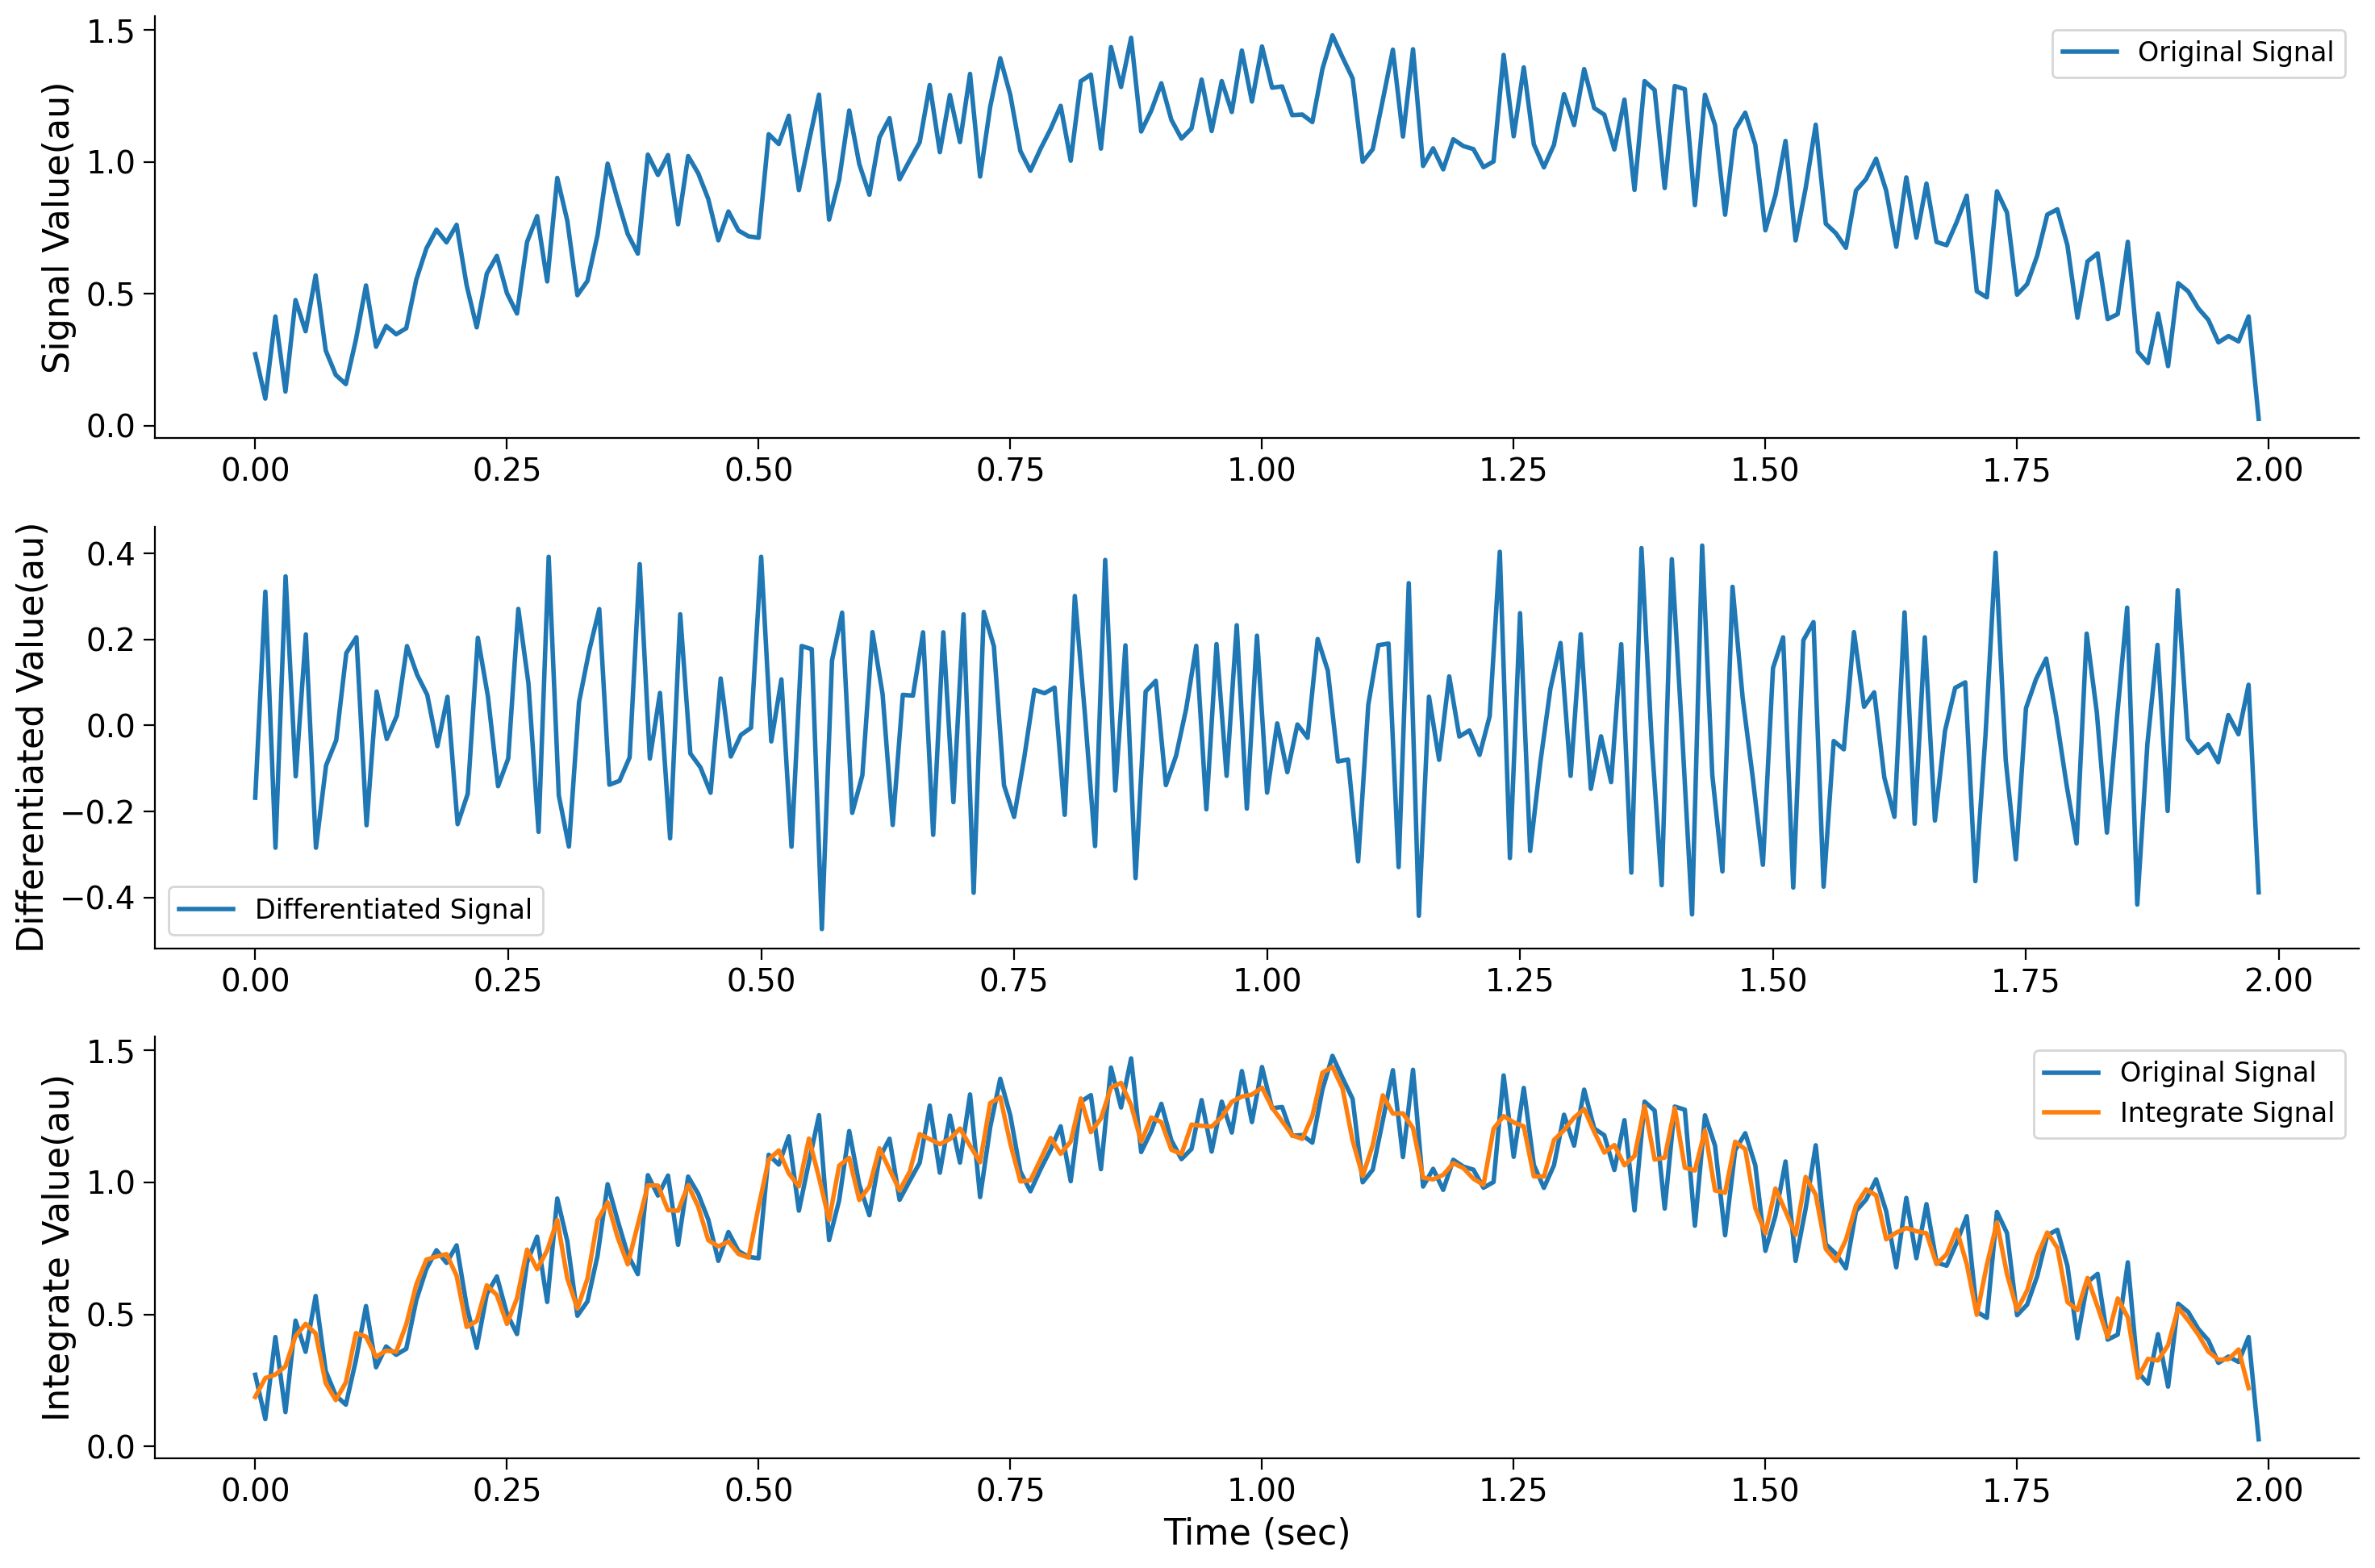 Original Signal
Signal Value(au)
1.5
1.0
0.5
0.0
0.00 0.25 0.50 0.75 1.00 1.25 1.50 1.75 2.00
Differentiated Value(au)
0.4
0.2
0.0
−0.2
−0.4
Differentiated Signal
0.00 0.25 0.50 0.75 1.00 1.25 1.50 1.75 2.00
Integrate Value(au)
1.5
1.0
0.5
0.0
Original Signal
Integrate Signal
0.00 0.25 0.50 0.75 1.00 1.25 1.50 1.75 2.00
Time (sec)